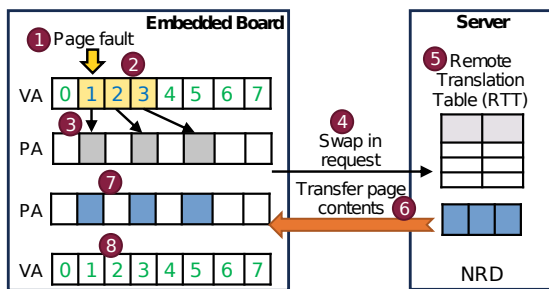 Embedded Board
Server
1 Page fault
2
VA 0 1 2 3 4 5 6 7
3
PA
4
Swap in
request
5 Remote
Translation
Table (RTT)
7
PA
Transfer page
contents 6
8
VA 0 1 2 3 4 5 6 7
NRD